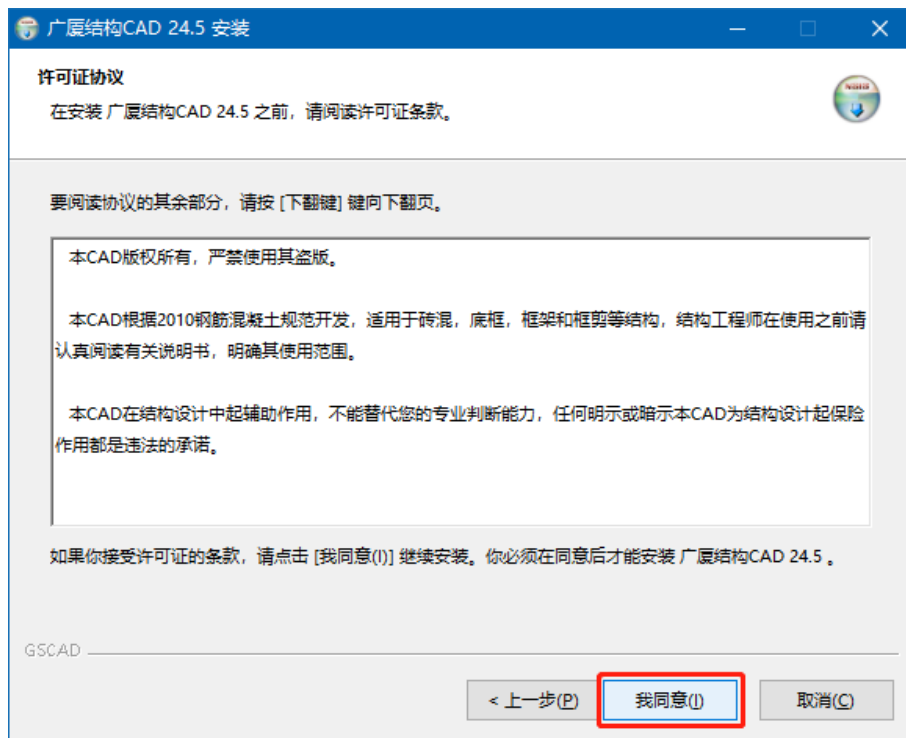 广厦结构CAD 24.5 安装
许可证协议
在安装 广厦结构CAD 24.5 之前，请阅读许可证条款。
要阅读协议的其余部分，请按 [下翻键] 键向下翻页。
本CAD版权所有，严禁使用其盗版。
本CAD根据2010钢筋混凝土规范开发，适用于砖混，底框，框架和框剪等结构，结构工程师在使用之前请
认真阅读有关说明书，明确其使用范围。
本CAD在结构设计中起辅助作用，不能替代您的专业判断能力，任何明示或暗示本CAD为结构设计起保险
作用都是违法的承诺。
如果你接受许可证的条款，请点击 [我同意(I)] 继续安装。你必须在同意后才能安装 广厦结构CAD 24.5 。
GSCAD
< 上一步(P) 我同意(I) 取消(C)